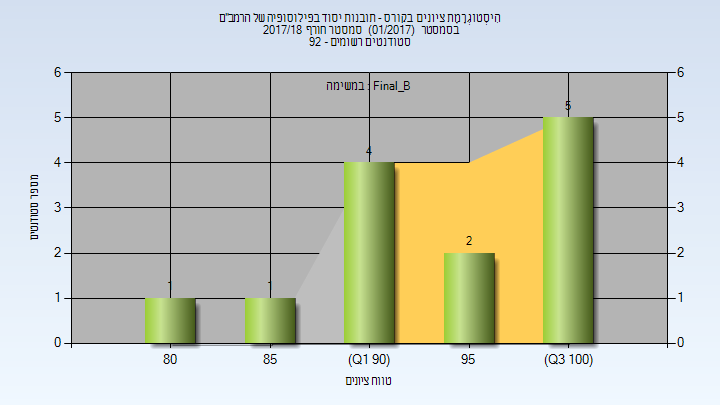 היסטוגרמת ציונים בקורס - תובנות יסוד בפילוסופיה של הרמב"ם
בסמסטר (01/2017) סמסטר חורף 2017/18
סטודנטים רשומים - 92
במשימה : Final_B
6 6
5 5 5
4 4 4
3 3
2 2 2
1 1 1 1
0 0
80 85 (Q1 90) 95 (Q3 100)
טווח ציונים
מספר סטודנטים